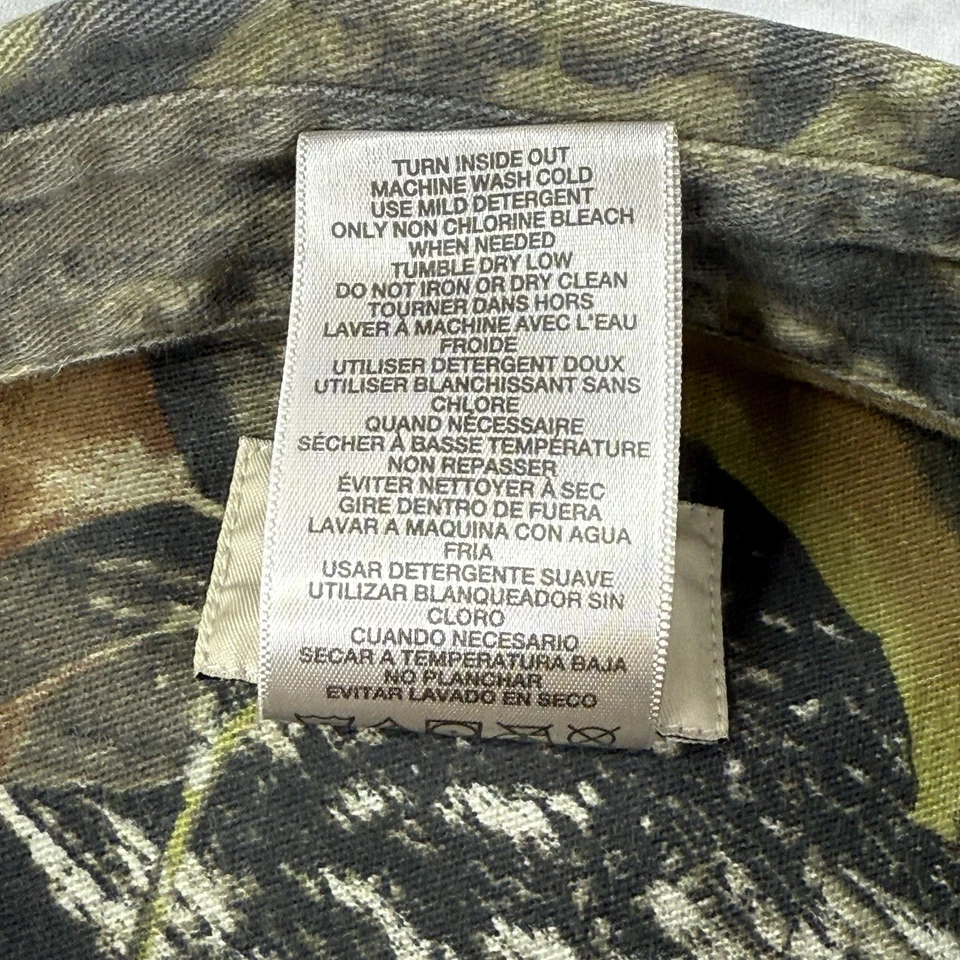 TURN INSIDE OUT
MACHINE WASH COLD
USE MILD DETERGENT
ONLY NON CHLORINE BLEACH
WHEN NEEDED
TUMBLE DRY LOW
DO NOT IRON OR DRY CLEAN
TOURNER DANS HORS
LAVER À MACHINE AVEC L'EAU
FROIDE
UTILISER DÉTERGENT DOUX
UTILISER BLANCHISSANT SANS
CHLORE
QUAND NÉCESSAIRE
SÉCHER À BASSE TEMPÉRATURE
NON REPASSER
ÉVITER NETTOYER À SEC
GIRE DENTRO DE FUERA
LAVAR A MAQUINA CON AGUA
FRIA
USAR DETERGENTE SUAVE
UTILIZAR BLANQUEADOR SIN
CLORO
CUANDO NECESARIO
SECAR A TEMPERATURA BAJA
NO PLANCHAR
EVITAR LAVADO EN SECO